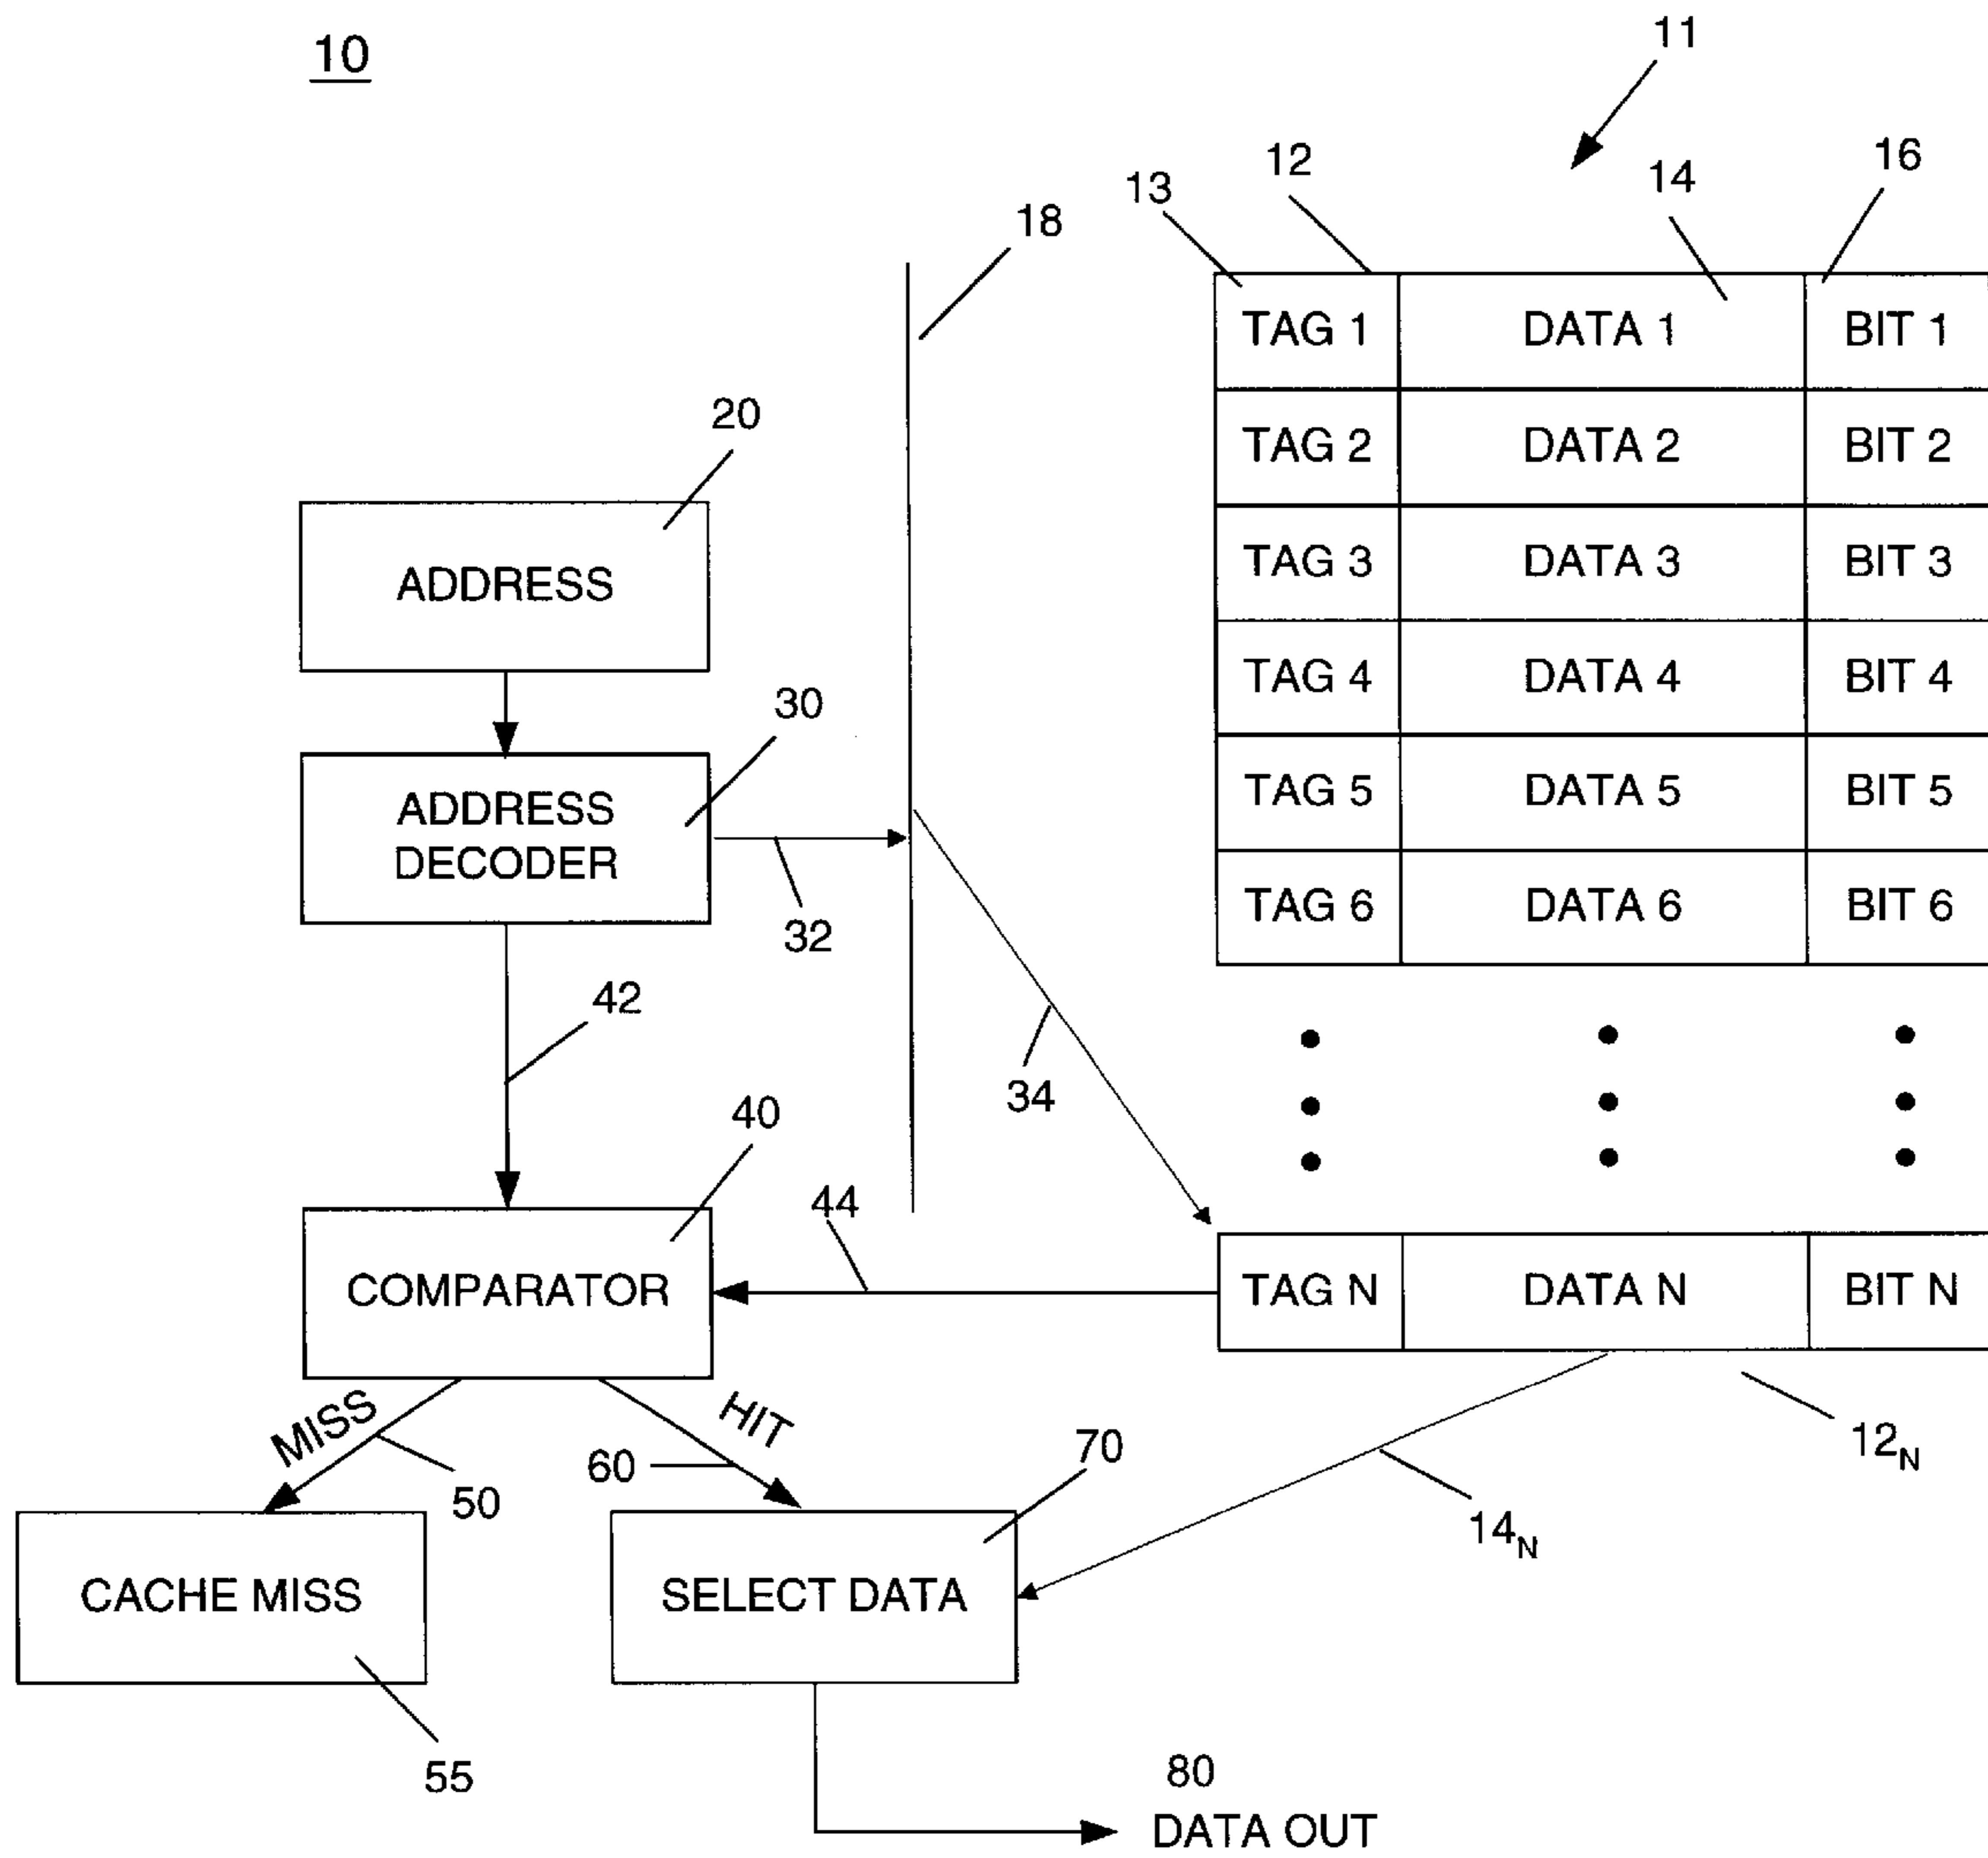 10
11
13
12
14
16
18
TAG 1 DATA 1 BIT 1
TAG 2 DATA 2 BIT 2
TAG 3 DATA 3 BIT 3
TAG 4 DATA 4 BIT 4
TAG 5 DATA 5 BIT 5
TAG 6 DATA 6 BIT 6
20
ADDRESS
30
ADDRESS
DECODER
32
42
34
40
44
COMPARATOR
TAG N DATA N BIT N
MISS
HIT
50
60
70
12N
14N
CACHE MISS
SELECT DATA
55
80
DATA OUT